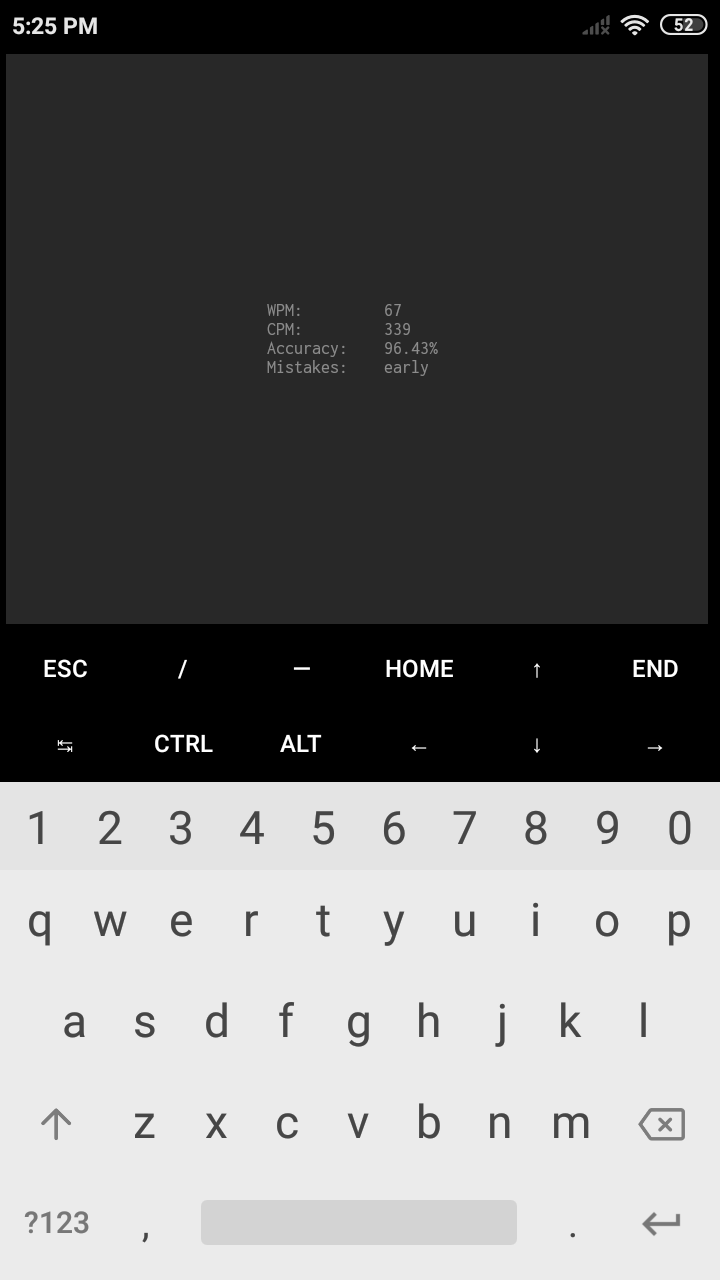 5:25 PM 52
WPM: 67
CPM: 339
Accuracy: 96.43%
Mistakes: early
ESC / — HOME ↑ END
↹ CTRL ALT ← ↓ →
1 2 3 4 5 6 7 8 9 0
q w e r t y u i o p
a s d f g h j k l
z x c v b n m
?123 , .